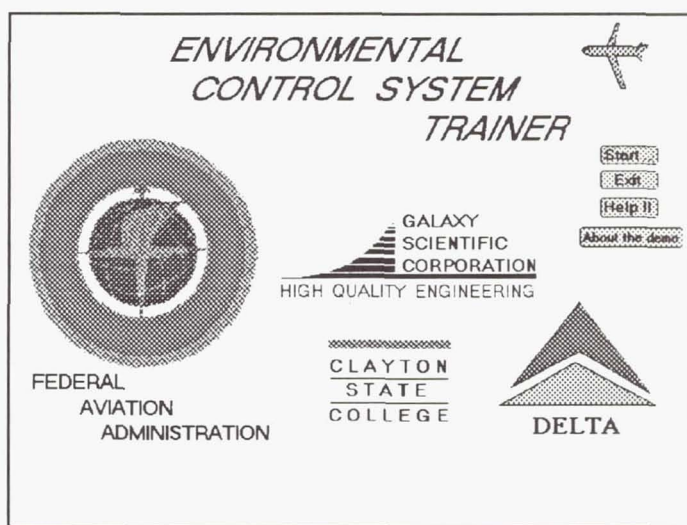 ENVIRONMENTAL
CONTROL SYSTEM
TRAINER
Start
Exit
Help !!
About the demo
GALAXY
SCIENTIFIC
CORPORATION
HIGH QUALITY ENGINEERING
CLAYTON
STATE
COLLEGE
DELTA
FEDERAL
AVIATION
ADMINISTRATION